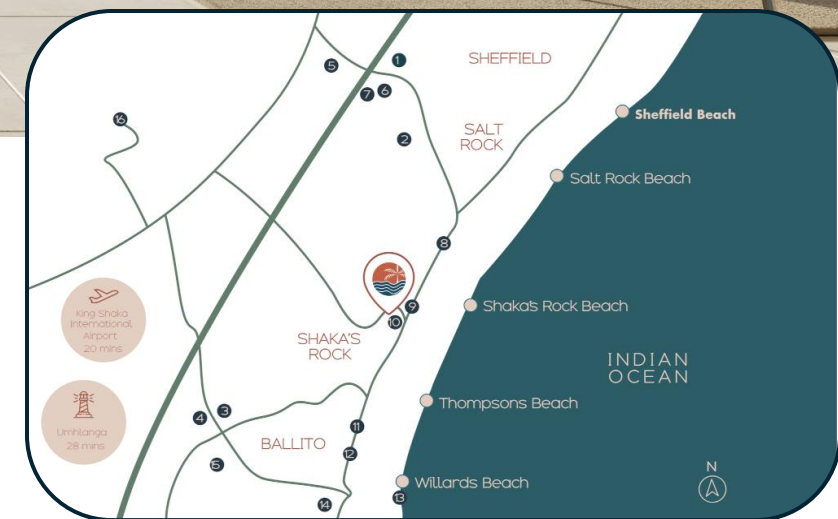 SHEFFIELD
1
5
7
6
Sheffield Beach
16
SALT
ROCK
2
Salt Rock Beach
8
King Shaka
International
Airport
20 mins
9
Shaka's Rock Beach
10
SHAKA'S
ROCK
INDIAN
OCEAN
Umhlanga
28 mins
4
3
Thompsons Beach
11
BALLITO
12
15
N
Willards Beach
13
14